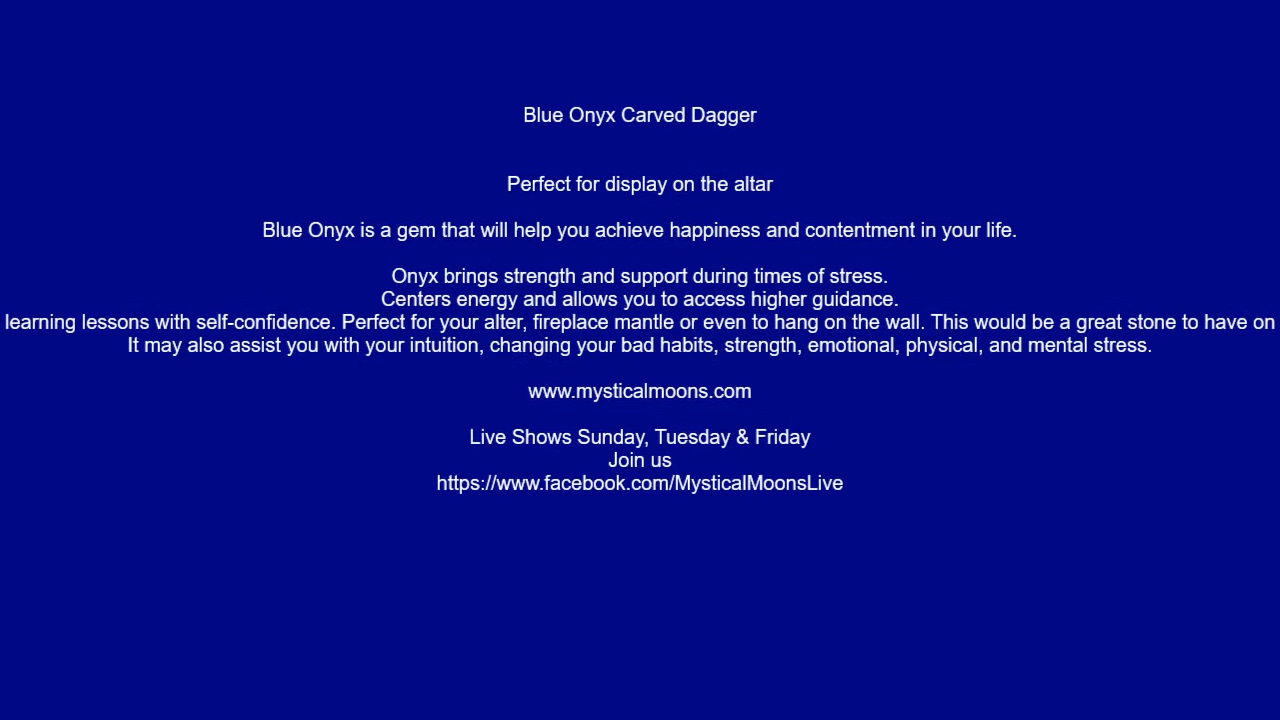 Blue Onyx Carved Dagger
Perfect for display on the altar
Blue Onyx is a gem that will help you achieve happiness and contentment in your life.
Onyx brings strength and support during times of stress.
Centers energy and allows you to access higher guidance.
learning lessons with self-confidence. Perfect for your alter, fireplace mantle or even to hang on the wall. This would be a great stone to have on
It may also assist you with your intuition, changing your bad habits, strength, emotional, physical, and mental stress.
www.mysticalmoons.com
Live Shows Sunday, Tuesday & Friday
Join us
https://www.facebook.com/MysticalMoonsLive